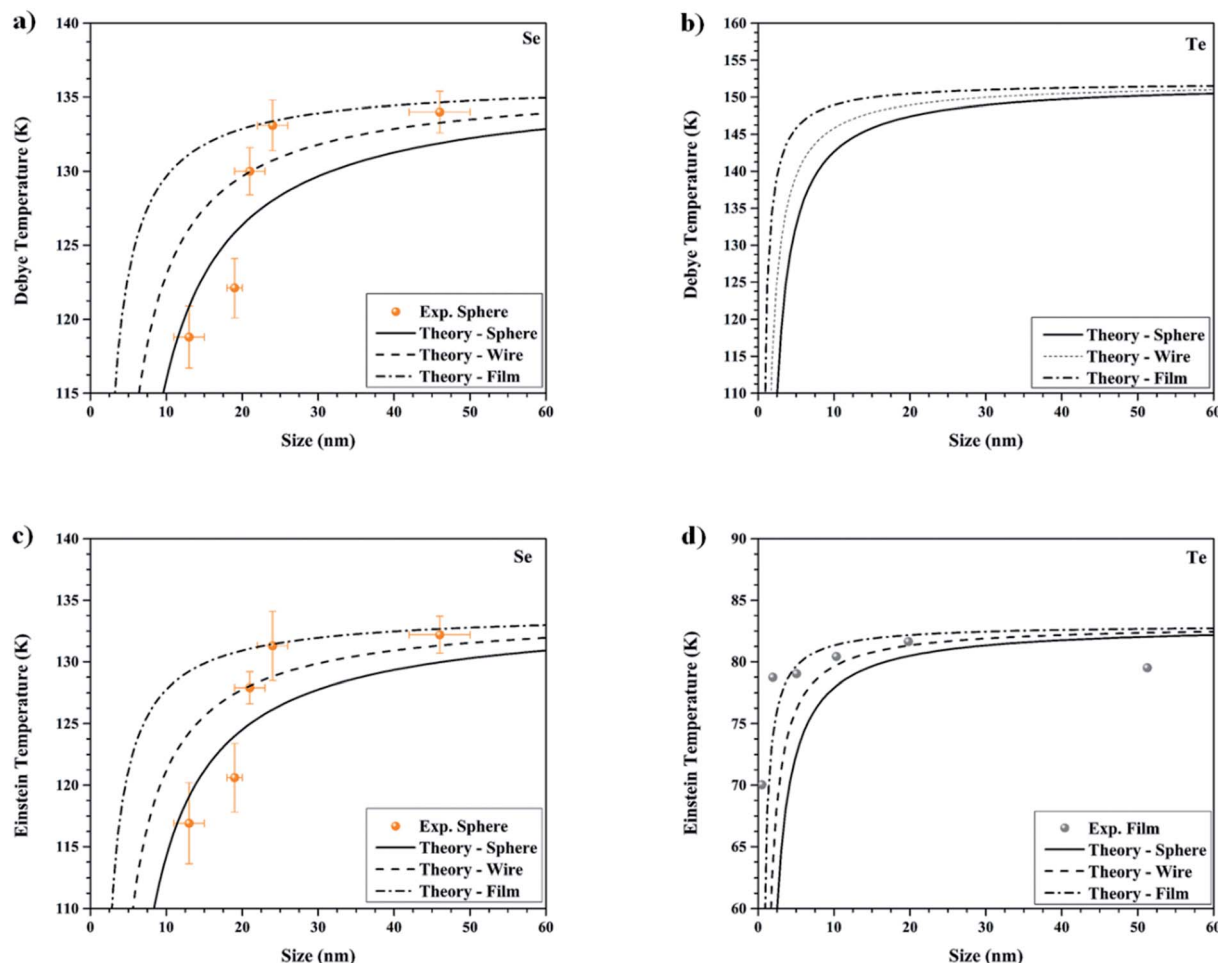 a)
Se
140
135
130
125
120
115
Debye Temperature (K)
0 10 20 30 40 50 60
Size (nm)
Exp. Sphere
Theory - Sphere
Theory - Wire
Theory - Film
b)
Te
160
155
150
145
140
135
130
125
120
115
110
Debye Temperature (K)
0 10 20 30 40 50 60
Size (nm)
Theory - Sphere
Theory - Wire
Theory - Film
c)
Se
140
135
130
125
120
115
110
Einstein Temperature (K)
0 10 20 30 40 50 60
Size (nm)
Exp. Sphere
Theory - Sphere
Theory - Wire
Theory - Film
d)
Te
90
85
80
75
70
65
60
Einstein Temperature (K)
0 10 20 30 40 50 60
Size (nm)
Exp. Film
Theory - Sphere
Theory - Wire
Theory - Film